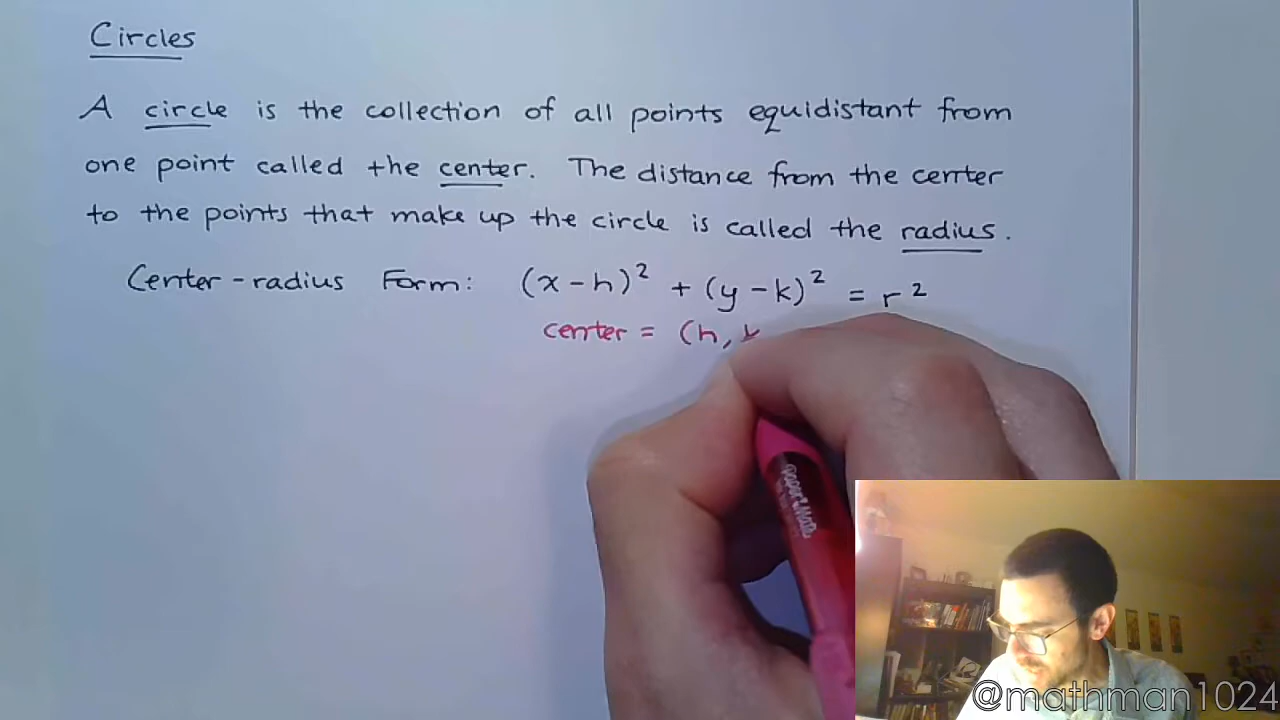 Circles
A circle is the collection of all points equidistant from
one point called the center. The distance from the center
to the points that make up the circle is called the radius.
Center-radius Form: (x-h)² + (y-k)² = r²
center = (h, k
paper mate
@mathman1024